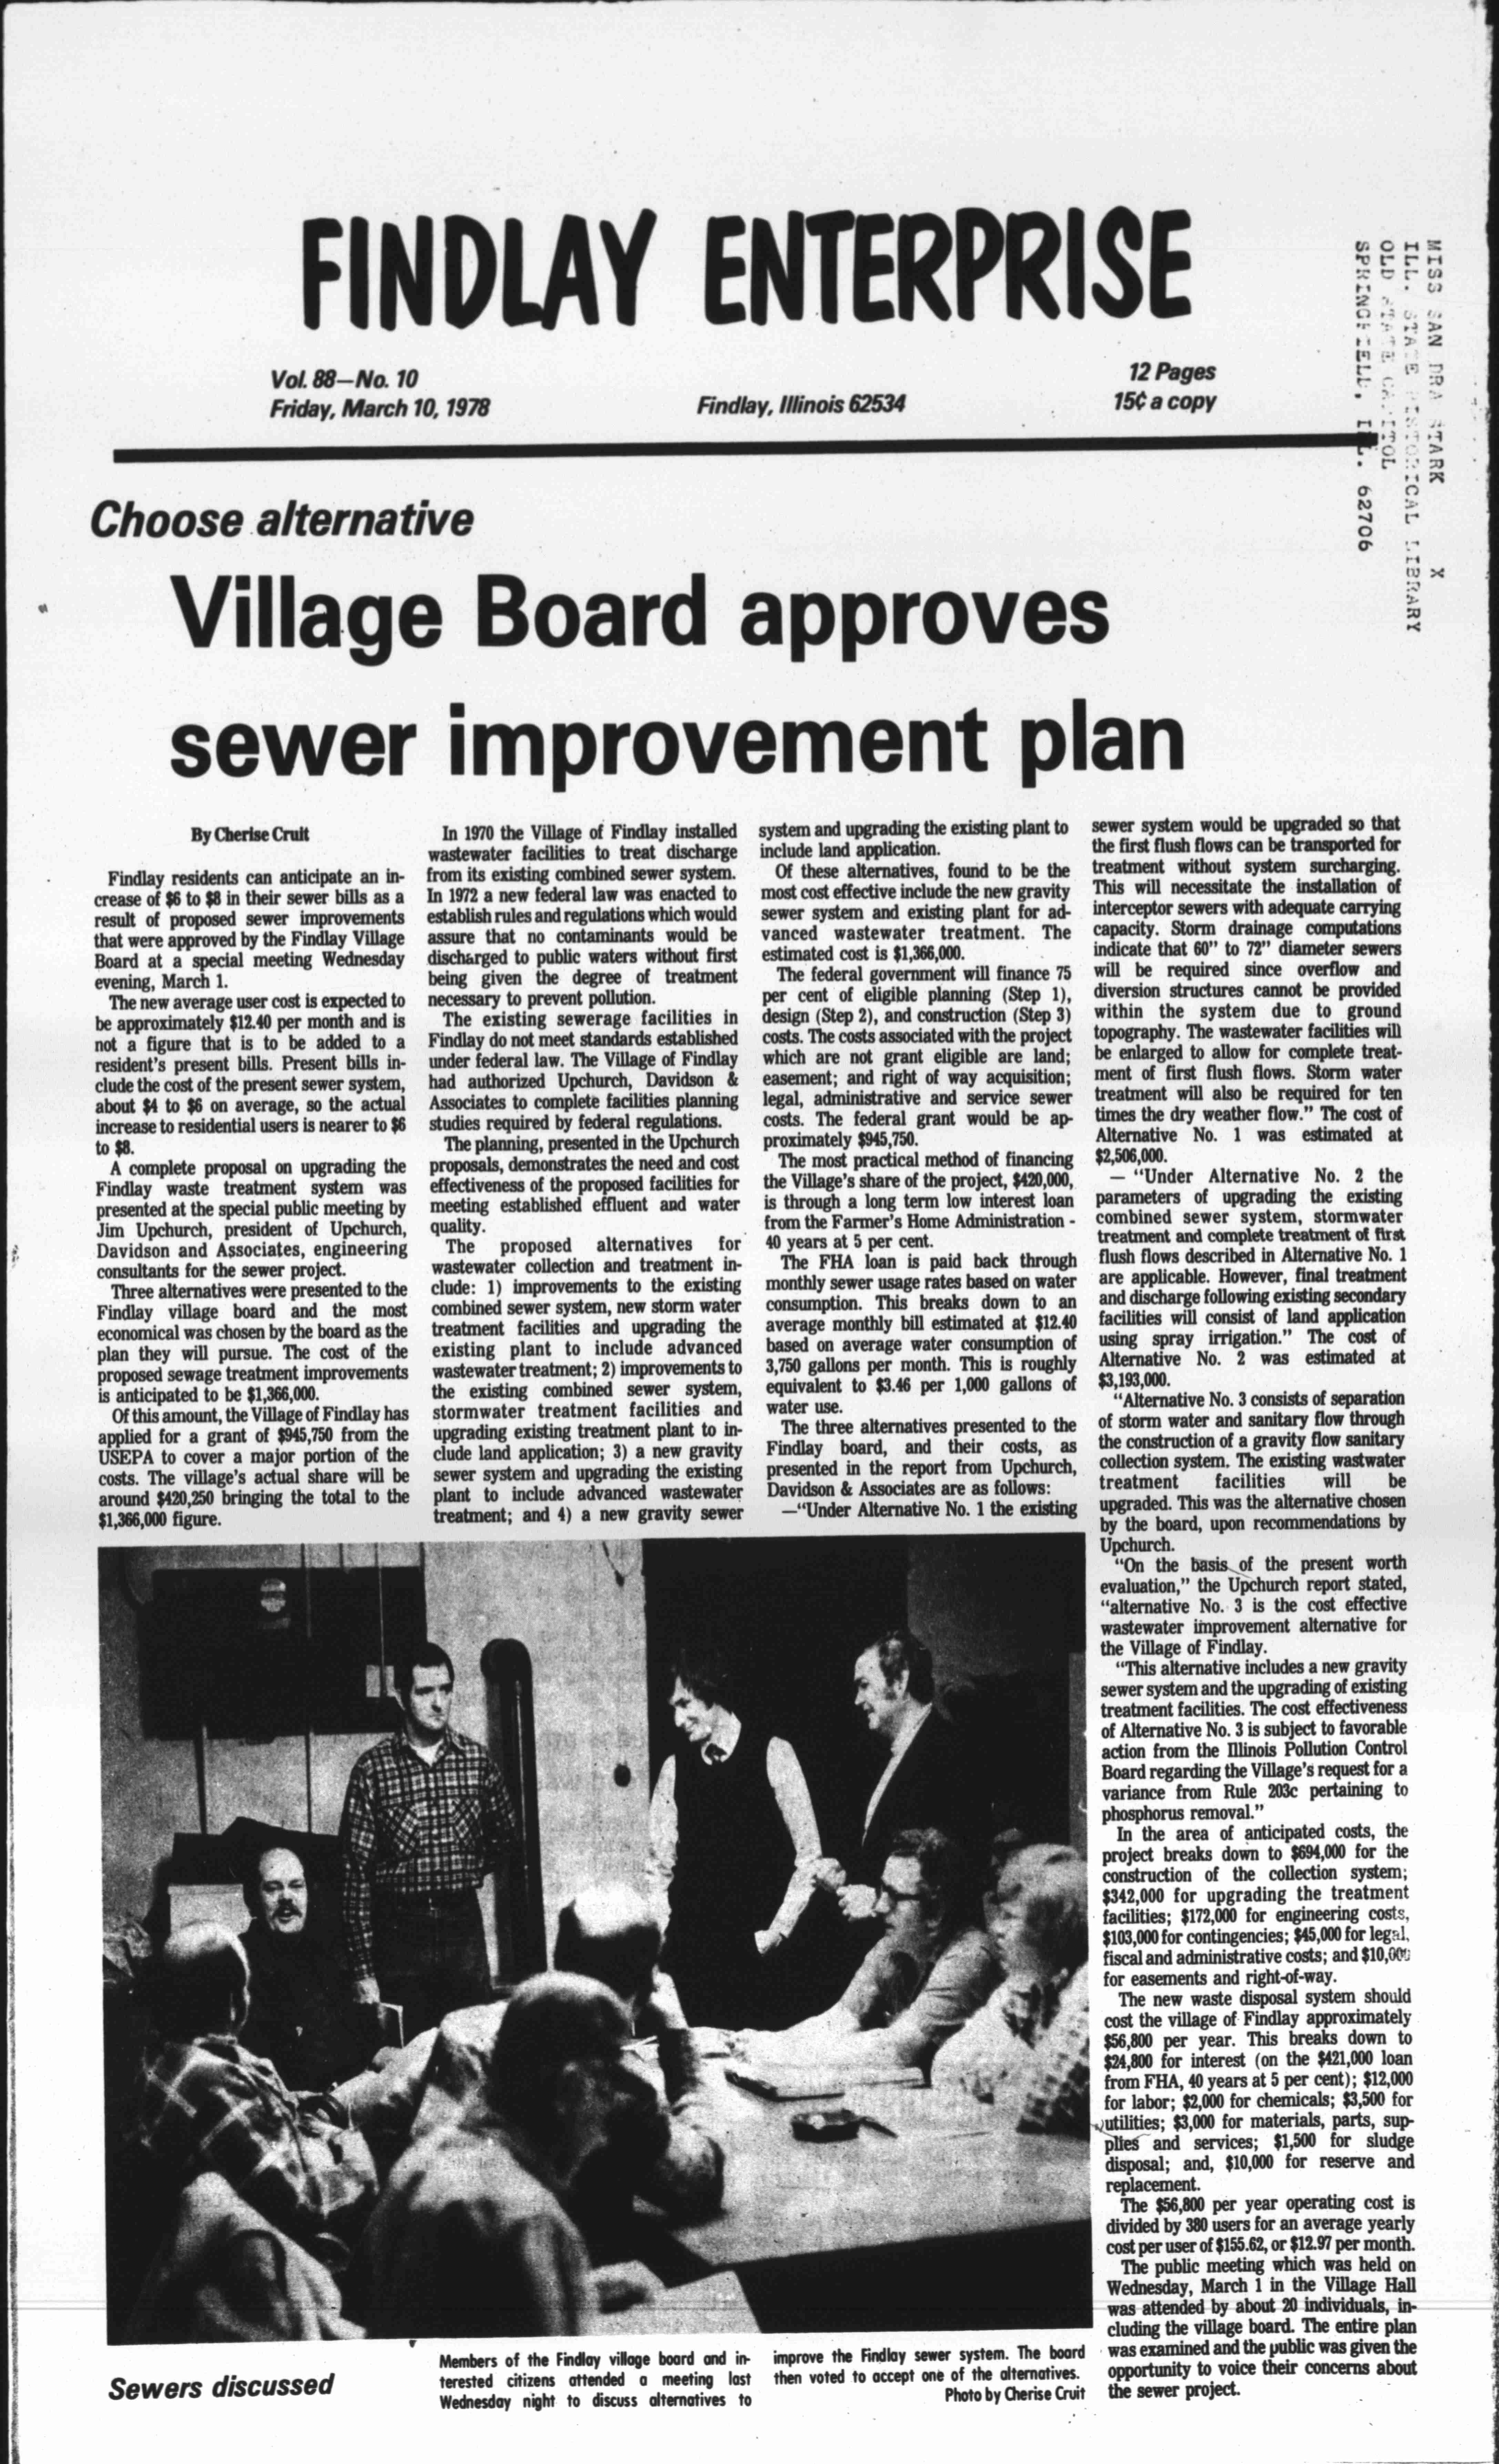 FINDLAY ENTERPRISE
Vol. 88—No. 10
Friday, March 10, 1978
Findlay, Illinois 62534
12 Pages
15¢ a copy
MISS SAN DRA STARK X
ILL. STATE HISTORICAL LIBRARY
OLD STATE CAPITOL
SPRINGFIELD, ILL. 62706
Choose alternative
Village Board approves
sewer improvement plan
By Cherise Cruit
Findlay residents can anticipate an in-
crease of $6 to $8 in their sewer bills as a
result of proposed sewer improvements
that were approved by the Findlay Village
Board at a special meeting Wednesday
evening, March 1.
The new average user cost is expected to
be approximately $12.40 per month and is
not a figure that is to be added to a
resident's present bills. Present bills in-
clude the cost of the present sewer system,
about $4 to $6 on average, so the actual
increase to residential users is nearer to $6
to $8.
A complete proposal on upgrading the
Findlay waste treatment system was
presented at the special public meeting by
Jim Upchurch, president of Upchurch,
Davidson and Associates, engineering
consultants for the sewer project.
Three alternatives were presented to the
Findlay village board and the most
economical was chosen by the board as the
plan they will pursue. The cost of the
proposed sewage treatment improvements
is anticipated to be $1,366,000.
Of this amount, the Village of Findlay has
applied for a grant of $945,750 from the
USEPA to cover a major portion of the
costs. The village's actual share will be
around $420,250 bringing the total to the
$1,366,000 figure.
In 1970 the Village of Findlay installed
wastewater facilities to treat discharge
from its existing combined sewer system.
In 1972 a new federal law was enacted to
establish rules and regulations which would
assure that no contaminants would be
discharged to public waters without first
being given the degree of treatment
necessary to prevent pollution.
The existing sewerage facilities in
Findlay do not meet standards established
under federal law. The Village of Findlay
had authorized Upchurch, Davidson &
Associates to complete facilities planning
studies required by federal regulations.
The planning, presented in the Upchurch
proposals, demonstrates the need and cost
effectiveness of the proposed facilities for
meeting established effluent and water
quality.
The proposed alternatives for
wastewater collection and treatment in-
clude: 1) improvements to the existing
combined sewer system, new storm water
treatment facilities and upgrading the
existing plant to include advanced
wastewater treatment; 2) improvements to
the existing combined sewer system,
stormwater treatment facilities and
upgrading existing treatment plant to in-
clude land application; 3) a new gravity
sewer system and upgrading the existing
plant to include advanced wastewater
treatment; and 4) a new gravity sewer
system and upgrading the existing plant to
include land application.
Of these alternatives, found to be the
most cost effective include the new gravity
sewer system and existing plant for ad-
vanced wastewater treatment. The
estimated cost is $1,366,000.
The federal government will finance 75
per cent of eligible planning (Step 1),
design (Step 2), and construction (Step 3)
costs. The costs associated with the project
which are not grant eligible are land;
easement; and right of way acquisition;
legal, administrative and service sewer
costs. The federal grant would be ap-
proximately $945,750.
The most practical method of financing
the Village's share of the project, $420,000,
is through a long term low interest loan
from the Farmer's Home Administration -
40 years at 5 per cent.
The FHA loan is paid back through
monthly sewer usage rates based on water
consumption. This breaks down to an
average monthly bill estimated at $12.40
based on average water consumption of
3,750 gallons per month. This is roughly
equivalent to $3.46 per 1,000 gallons of
water use.
The three alternatives presented to the
Findlay board, and their costs, as
presented in the report from Upchurch,
Davidson & Associates are as follows:
—"Under Alternative No. 1 the existing
sewer system would be upgraded so that
the first flush flows can be transported for
treatment without system surcharging.
This will necessitate the installation of
interceptor sewers with adequate carrying
capacity. Storm drainage computations
indicate that 60" to 72" diameter sewers
will be required since overflow and
diversion structures cannot be provided
within the system due to ground
topography. The wastewater facilities will
be enlarged to allow for complete treat-
ment of first flush flows. Storm water
treatment will also be required for ten
times the dry weather flow." The cost of
Alternative No. 1 was estimated at
$2,506,000.
— "Under Alternative No. 2 the
parameters of upgrading the existing
combined sewer system, stormwater
treatment and complete treatment of first
flush flows described in Alternative No. 1
are applicable. However, final treatment
and discharge following existing secondary
facilities will consist of land application
using spray irrigation." The cost of
Alternative No. 2 was estimated at
$3,193,000.
"Alternative No. 3 consists of separation
of storm water and sanitary flow through
the construction of a gravity flow sanitary
collection system. The existing wastwater
treatment facilities will be
upgraded. This was the alternative chosen
by the board, upon recommendations by
Upchurch.
"On the basis of the present worth
evaluation," the Upchurch report stated,
"alternative No. 3 is the cost effective
wastewater improvement alternative for
the Village of Findlay.
"This alternative includes a new gravity
sewer system and the upgrading of existing
treatment facilities. The cost effectiveness
of Alternative No. 3 is subject to favorable
action from the Illinois Pollution Control
Board regarding the Village's request for a
variance from Rule 203c pertaining to
phosphorus removal."
In the area of anticipated costs, the
project breaks down to $694,000 for the
construction of the collection system;
$342,000 for upgrading the treatment
facilities; $172,000 for engineering costs,
$103,000 for contingencies; $45,000 for legal,
fiscal and administrative costs; and $10,000
for easements and right-of-way.
The new waste disposal system should
cost the village of Findlay approximately
$56,800 per year. This breaks down to
$24,800 for interest (on the $421,000 loan
from FHA, 40 years at 5 per cent); $12,000
for labor; $2,000 for chemicals; $3,500 for
utilities; $3,000 for materials, parts, sup-
plies and services; $1,500 for sludge
disposal; and, $10,000 for reserve and
replacement.
The $56,800 per year operating cost is
divided by 380 users for an average yearly
cost per user of $155.62, or $12.97 per month.
The public meeting which was held on
Wednesday, March 1 in the Village Hall
was attended by about 20 individuals, in-
cluding the village board. The entire plan
was examined and the public was given the
opportunity to voice their concerns about
the sewer project.
Sewers discussed
Members of the Findlay village board and in-
terested citizens attended a meeting last
Wednesday night to discuss alternatives to
improve the Findlay sewer system. The board
then voted to accept one of the alternatives.
Photo by Cherise Cruit